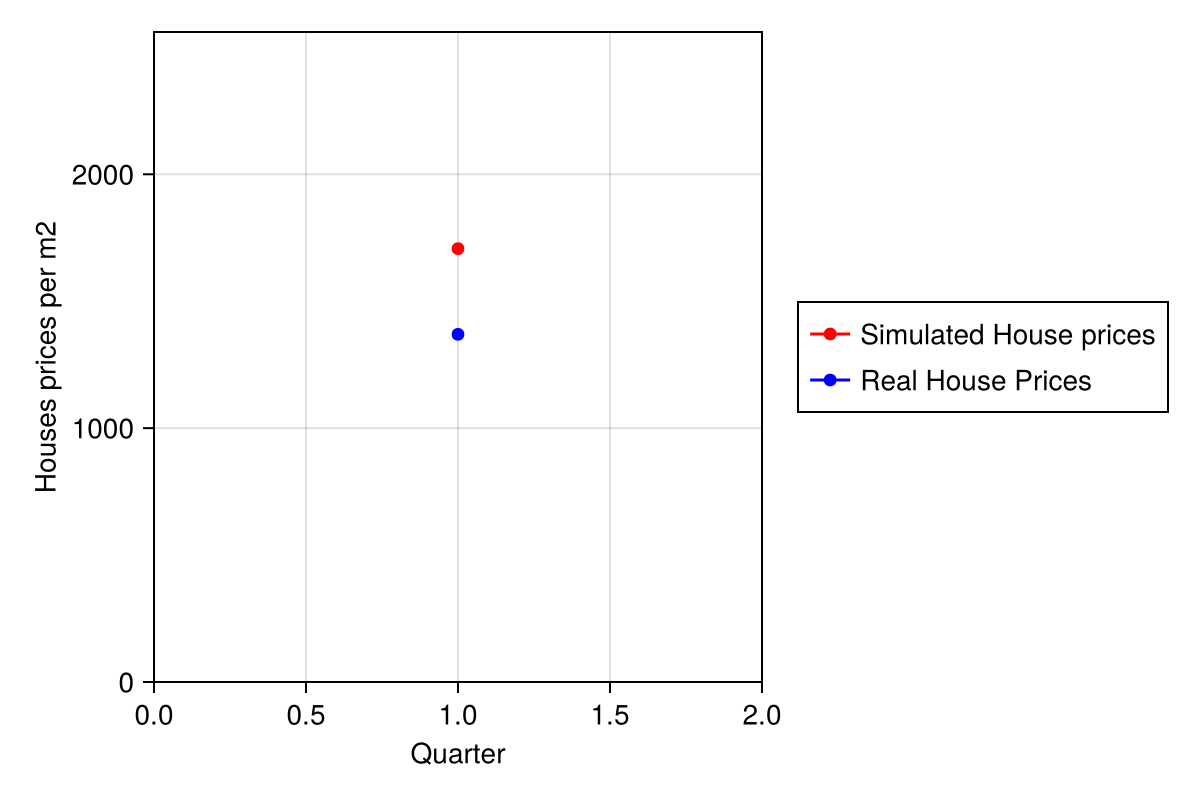 2000
1000
0
Houses prices per m2
0.0 0.5 1.0 1.5 2.0
Quarter
Simulated House prices
Real House Prices